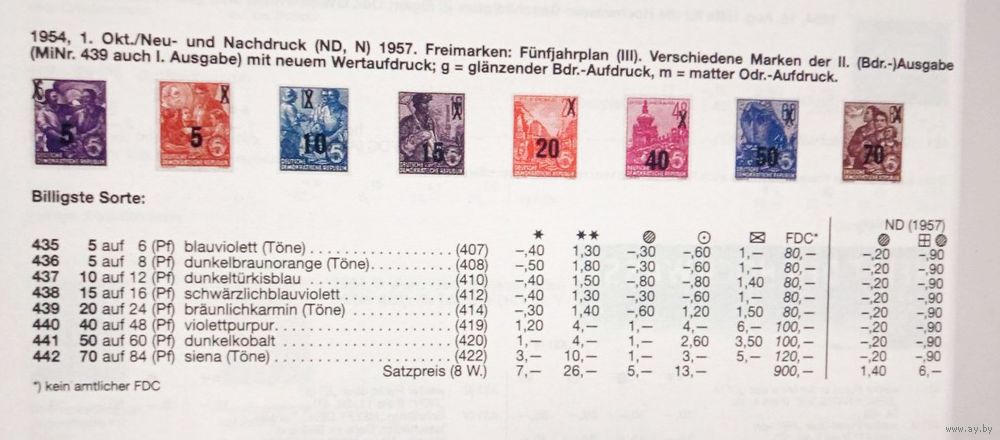 1954, 1. Okt./Neu- und Nachdruck (ND, N) 1957. Freimarken: Fünfjahrplan (III). Verschiedene Marken der II. (Bdr.-)Ausgabe
(MiNr. 439 auch I. Ausgabe) mit neuem Wertaufdruck; g = glänzender Bdr.-Aufdruck, m = matter Odr.-Aufdruck.
5 5 10 15 20 40 50 70
DEUTSCHE DEMOKRATISCHE REPUBLIK
Billigste Sorte:
ND (1957)
* ** FDC*
435 5 auf 6 (Pf) blauviolett (Töne) (407) –,40 1,30 –,30 –,60 1,– 80,– –,20 –,90
436 5 auf 8 (Pf) dunkelbraunorange (Töne) (408) –,50 1,80 –,30 –,60 1,– 80,– –,20 –,90
437 10 auf 12 (Pf) dunkeltürkisblau (410) –,40 1,50 –,80 –,80 1,40 80,– –,20 –,90
438 15 auf 16 (Pf) schwärzlichblauviolett (412) –,40 1,30 –,30 –,60 1,– 80,– –,20 –,90
439 20 auf 24 (Pf) bräunlichkarmin (Töne) (414) –,30 1,40 –,60 1,20 1,50 80,– –,20 –,90
440 40 auf 48 (Pf) violettpurpur (419) 1,20 4,– 1,– 4,– 6,– 100,– –,20 –,90
441 50 auf 60 (Pf) dunkelkobalt (420) 1,– 4,– 1,– 2,60 3,50 100,– –,20 –,90
442 70 auf 84 (Pf) siena (Töne) (422) 3,– 10,– 1,– 3,– 5,– 120,– –,20 –,90
Satzpreis (8 W.) 7,– 26,– 5,– 13,– 900,– 1,40 6,–
*) kein amtlicher FDC
www.ay.by